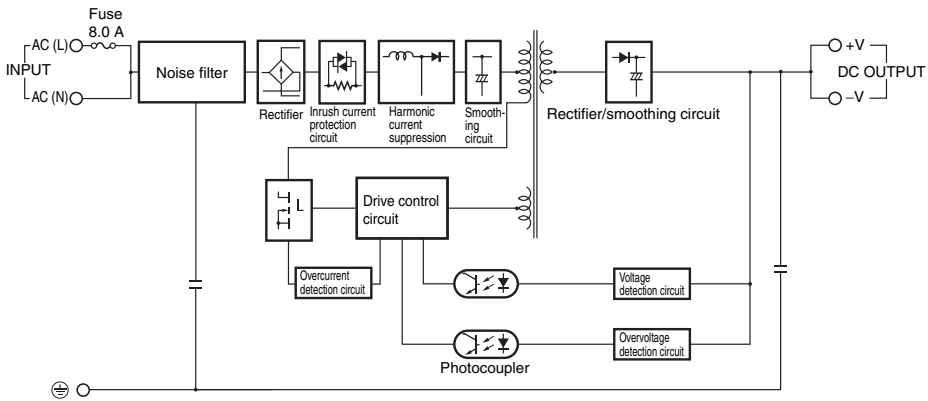 Fuse
8.0 A
AC (L)
INPUT
AC (N)
Noise filter
Rectifier
Inrush current
protection
circuit
Harmonic
current
suppression
Smooth-
ing
circuit
Rectifier/smoothing circuit
+V
DC OUTPUT
−V
Drive control
circuit
Overcurrent
detection circuit
Voltage
detection circuit
Overvoltage
detection circuit
Photocoupler